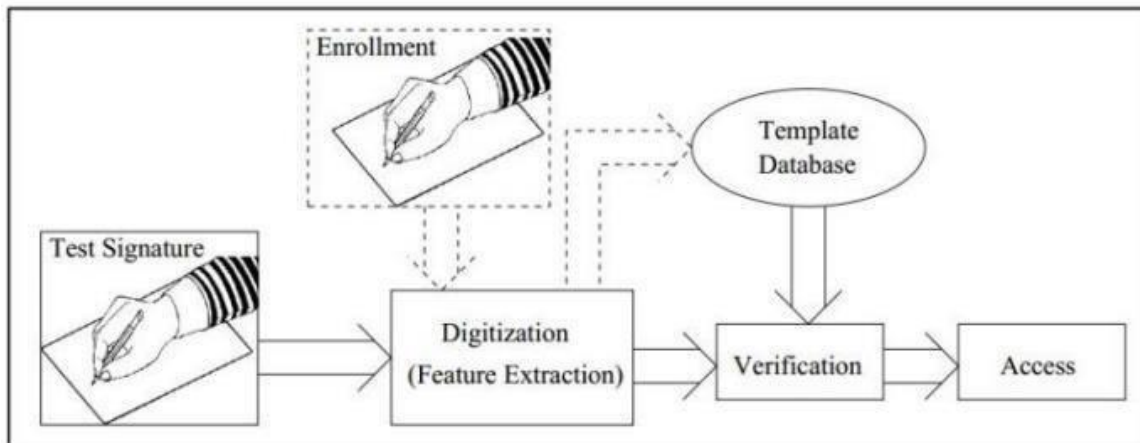 Enrollment
Template
Database
Test Signature
Digitization
(Feature Extraction)
Verification
Access